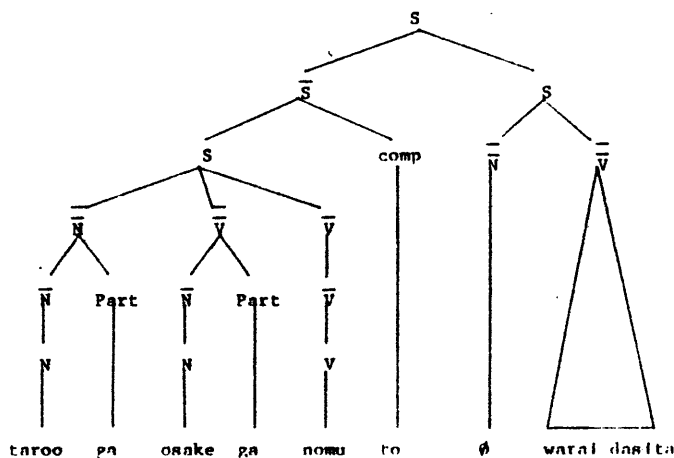 S
S̅ S
S comp N̿ V̿
N̿ V̿ V̿
N̅ Part N̅ Part V̅
N N V
taroo ga osake ga nomu to ∅ warai dasita